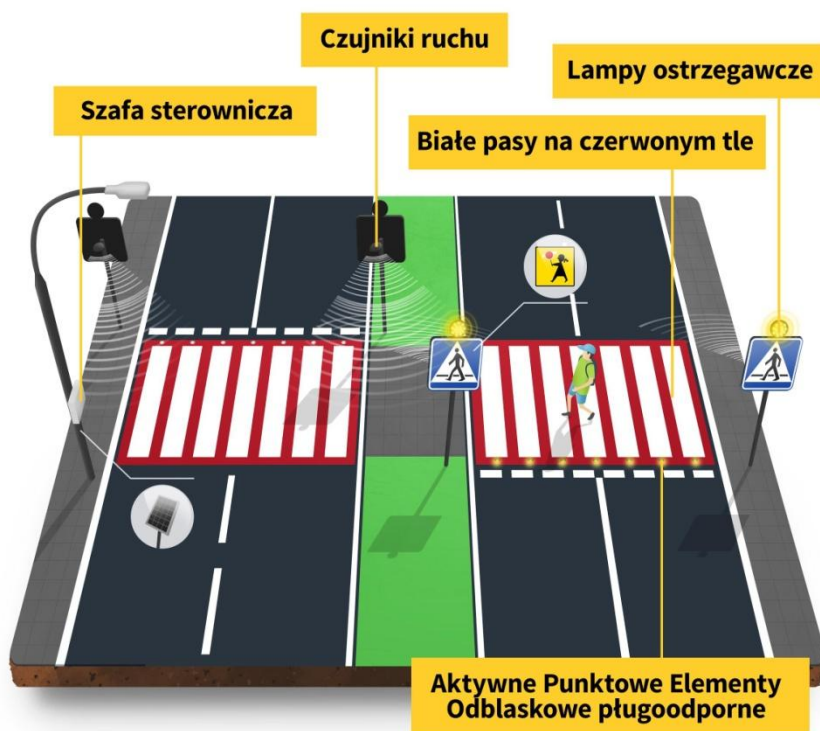 Czujniki ruchu
Lampy ostrzegawcze
Szafa sterownicza
Białe pasy na czerwonym tle
Aktywne Punktowe Elementy
Odblaskowe pługoodporne